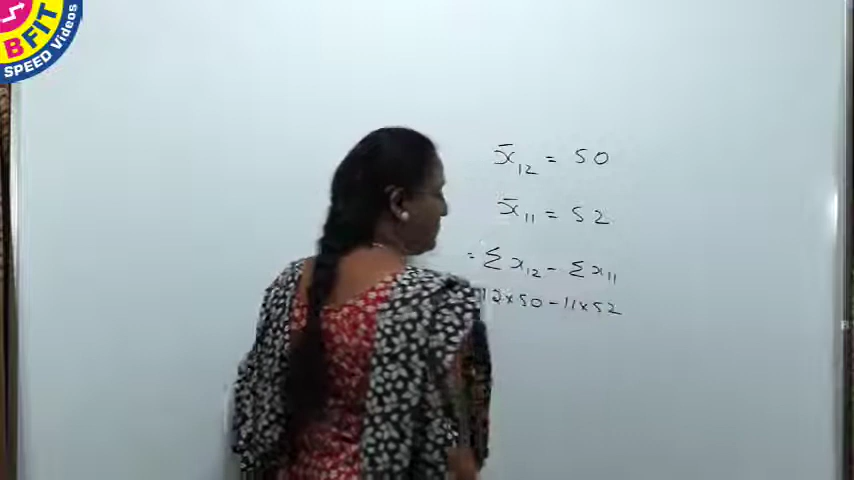 BFIT
SPEED Videos
x̄₁₂ = 50
x̄₁₁ = 52
= Σx₁₂ - Σx₁₁
12×50-11×52